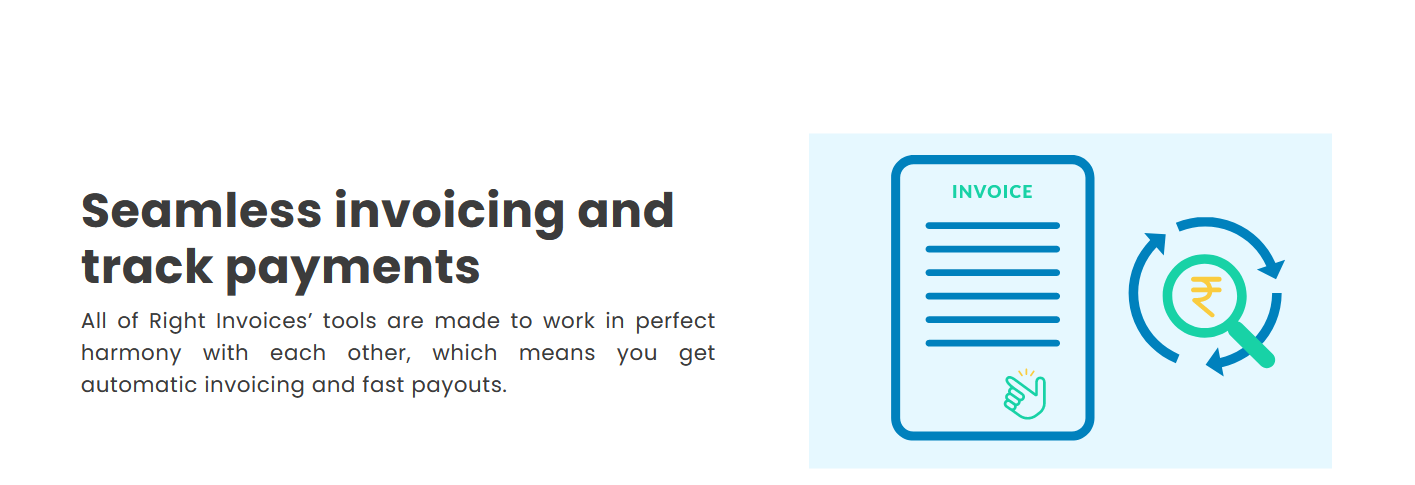 Seamless invoicing and
track payments
All of Right Invoices’ tools are made to work in perfect
harmony with each other, which means you get
automatic invoicing and fast payouts.
INVOICE
₹